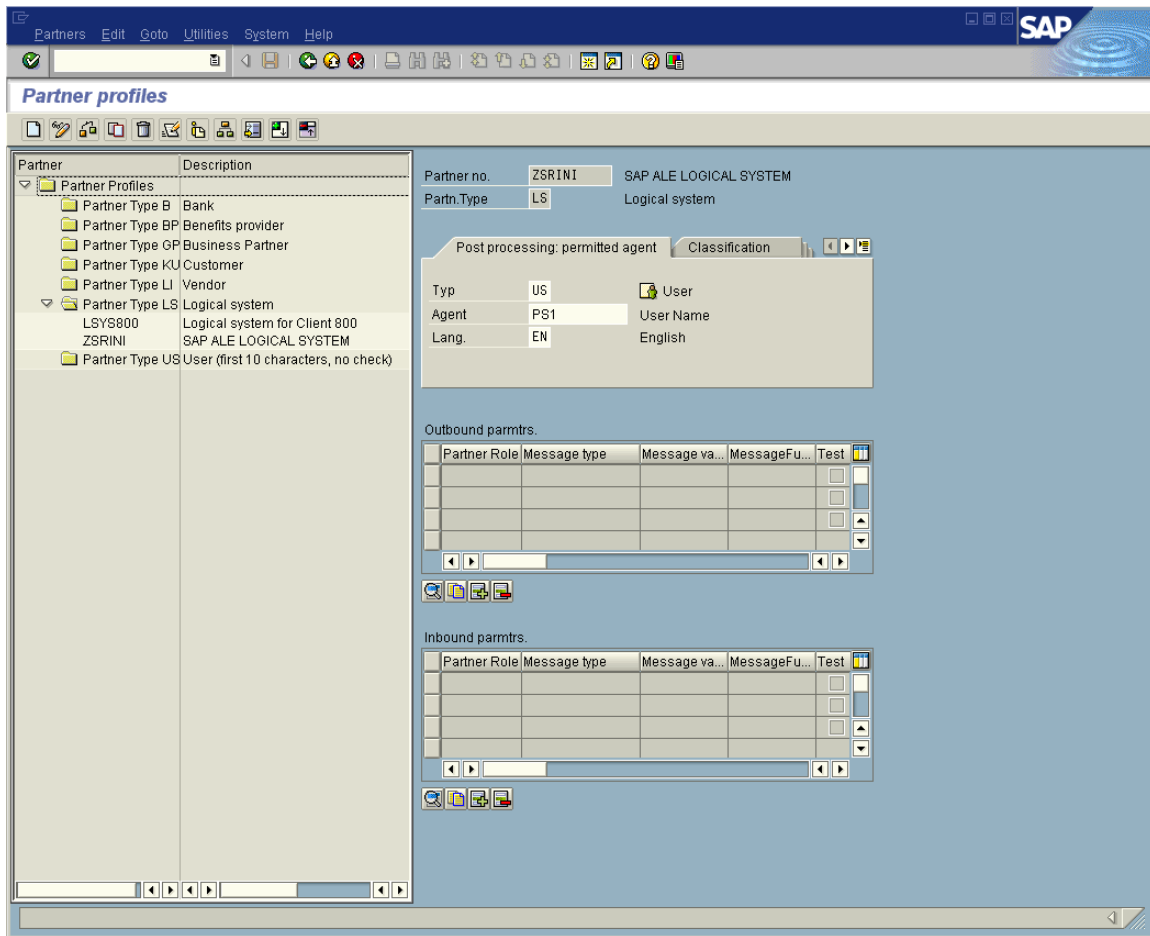 Partners Edit Goto Utilities System Help
SAP
Partner profiles
Partner Description
Partner Profiles
Partner Type B Bank
Partner Type BP Benefits provider
Partner Type GP Business Partner
Partner Type KU Customer
Partner Type LI Vendor
Partner Type LS Logical system
LSYS800 Logical system for Client 800
ZSRINI SAP ALE LOGICAL SYSTEM
Partner Type US User (first 10 characters, no check)
Partner no. ZSRINI SAP ALE LOGICAL SYSTEM
Partn.Type LS Logical system
Post processing: permitted agent Classification
Typ US User
Agent PS1 User Name
Lang. EN English
Outbound parmtrs.
Partner Role Message type Message va... MessageFu... Test
Inbound parmtrs.
Partner Role Message type Message va... MessageFu... Test